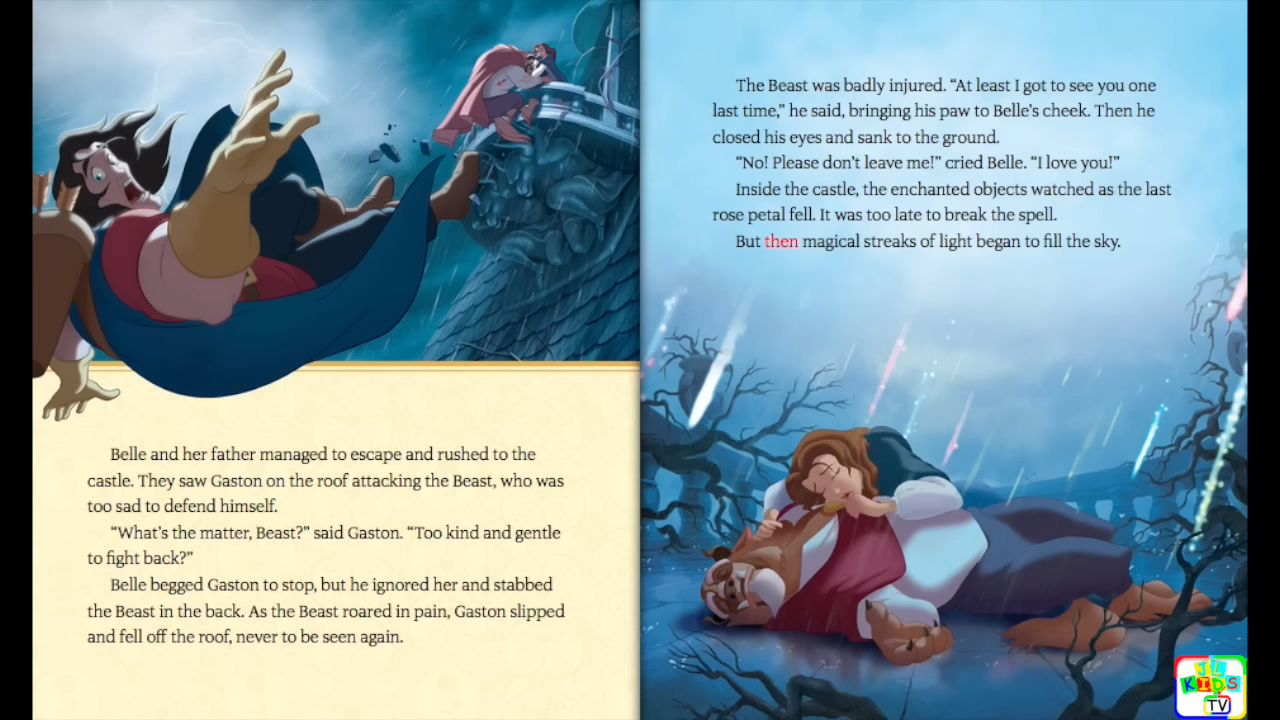 Belle and her father managed to escape and rushed to the
castle. They saw Gaston on the roof attacking the Beast, who was
too sad to defend himself.
“What’s the matter, Beast?” said Gaston. “Too kind and gentle
to fight back?”
Belle begged Gaston to stop, but he ignored her and stabbed
the Beast in the back. As the Beast roared in pain, Gaston slipped
and fell off the roof, never to be seen again.
The Beast was badly injured. “At least I got to see you one
last time,” he said, bringing his paw to Belle’s cheek. Then he
closed his eyes and sank to the ground.
“No! Please don’t leave me!” cried Belle. “I love you!”
Inside the castle, the enchanted objects watched as the last
rose petal fell. It was too late to break the spell.
But then magical streaks of light began to fill the sky.
JL
KIDS
TV